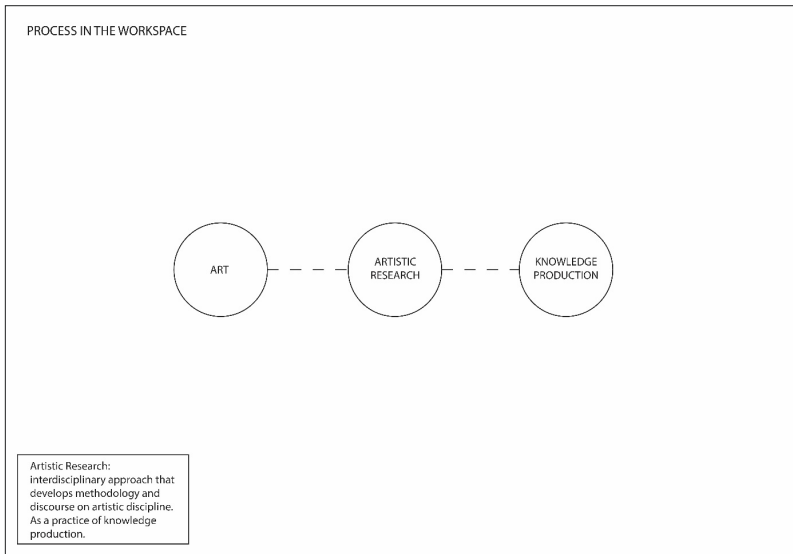 PROCESS IN THE WORKSPACE
ART
ARTISTIC
RESEARCH
KNOWLEDGE
PRODUCTION
Artistic Research:
interdisciplinary approach that
develops methodology and
discourse on artistic discipline.
As a practice of knowledge
production.